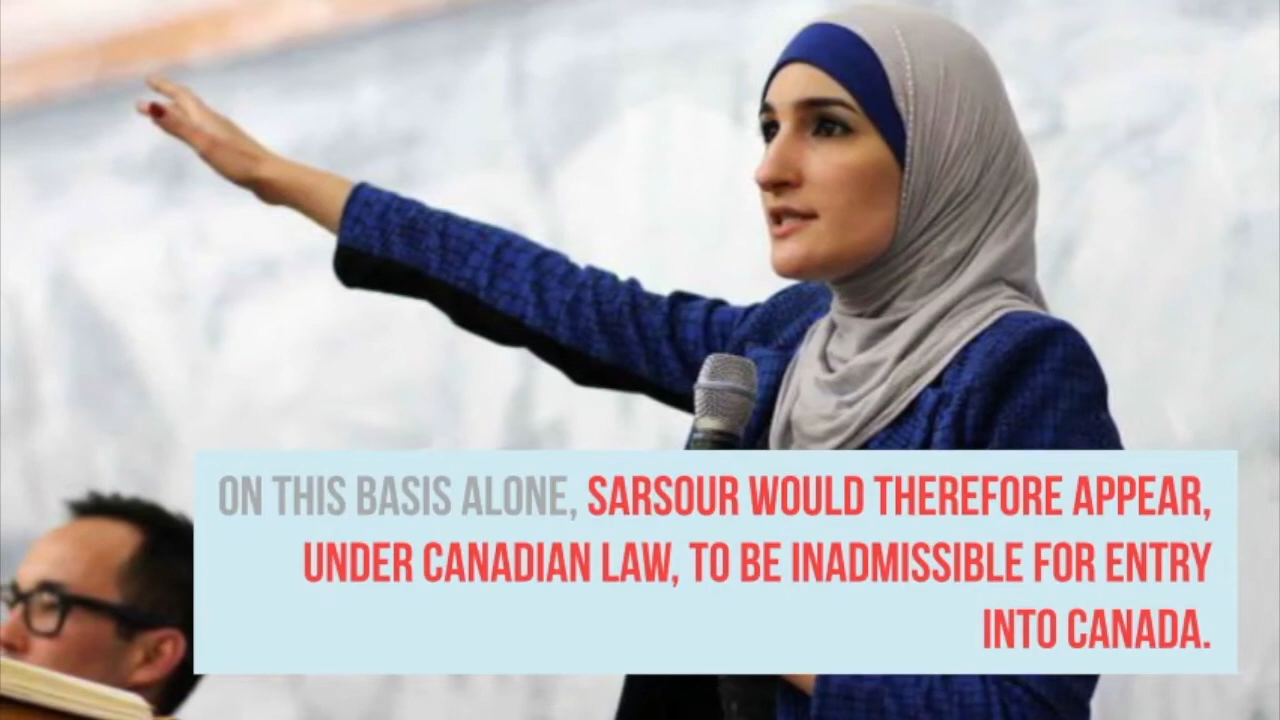 ON THIS BASIS ALONE, SARSOUR WOULD THEREFORE APPEAR,
UNDER CANADIAN LAW, TO BE INADMISSIBLE FOR ENTRY
INTO CANADA.